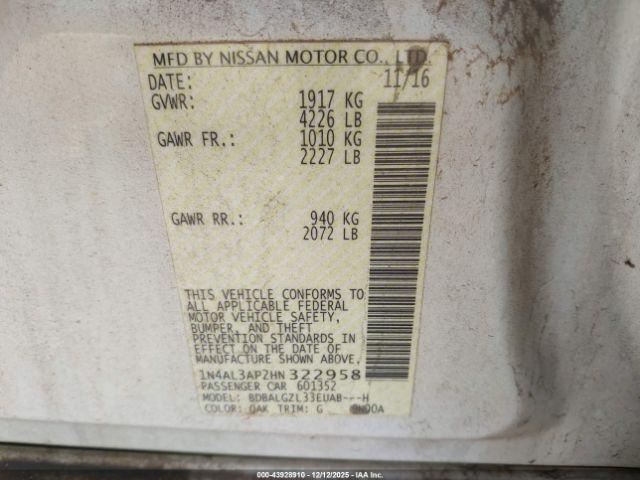 MFD BY NISSAN MOTOR CO., LTD.
DATE: 11/16
GVWR: 1917 KG
4226 LB
GAWR FR.: 1010 KG
2227 LB
GAWR RR.: 940 KG
2072 LB
THIS VEHICLE CONFORMS TO
ALL APPLICABLE FEDERAL
MOTOR VEHICLE SAFETY,
BUMPER, AND THEFT
PREVENTION STANDARDS IN
EFFECT ON THE DATE OF
MANUFACTURE SHOWN ABOVE.
1N4AL3AP2HN322958
PASSENGER CAR 601352
MODEL: BDBALGZL33EUAB---H
COLOR: QAK TRIM: G
000-43928910 - 12/12/2025 - IAA Inc.